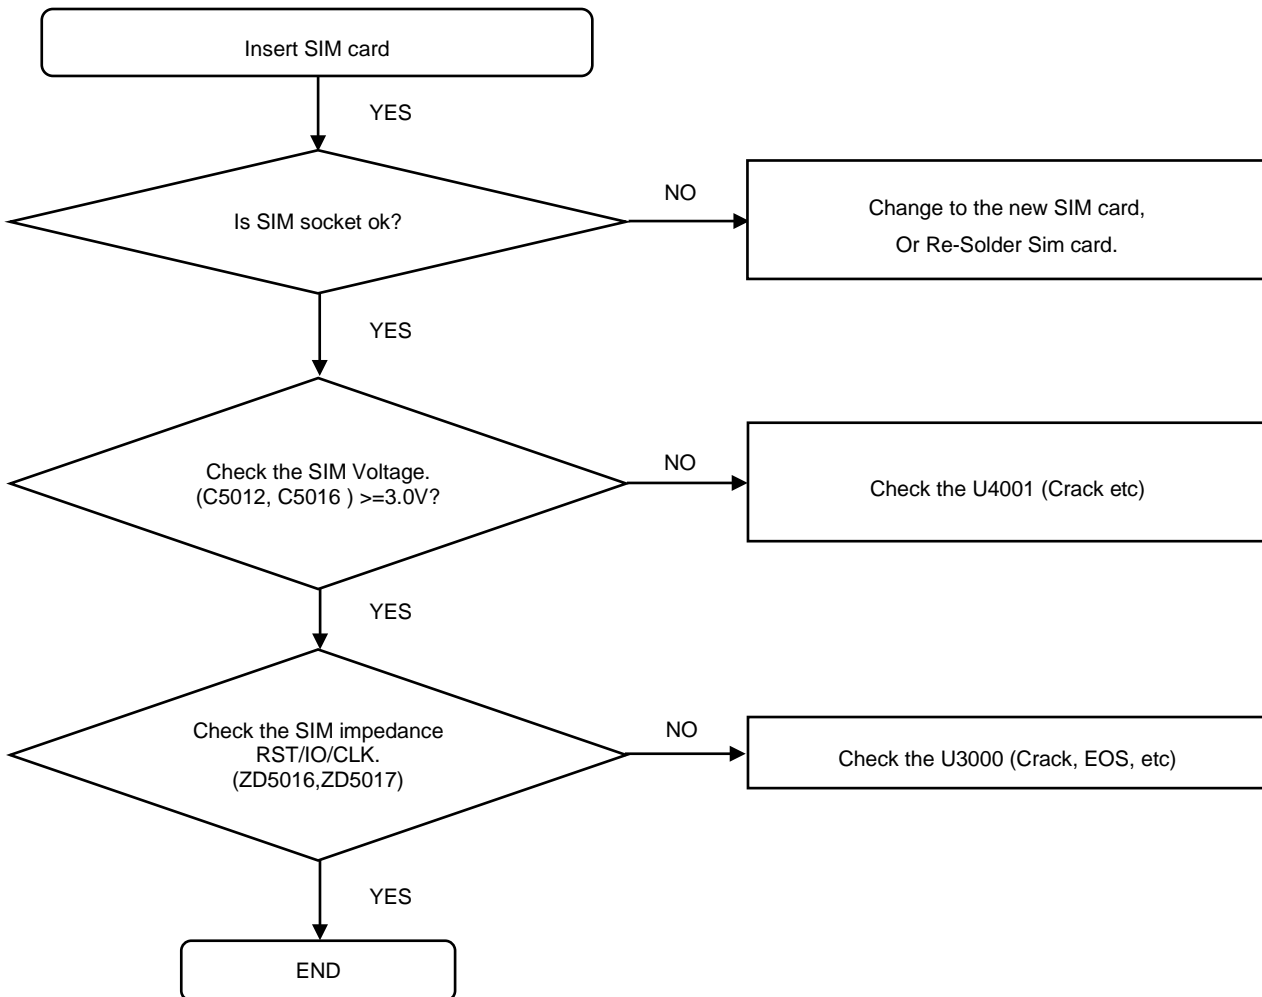 Insert SIM card
YES
Is SIM socket ok?
NO
Change to the new SIM card,
Or Re-Solder Sim card.
YES
Check the SIM Voltage.
(C5012, C5016 ) >=3.0V?
NO
Check the U4001 (Crack etc)
YES
Check the SIM impedance
RST/IO/CLK.
(ZD5016,ZD5017)
NO
Check the U3000 (Crack, EOS, etc)
YES
END